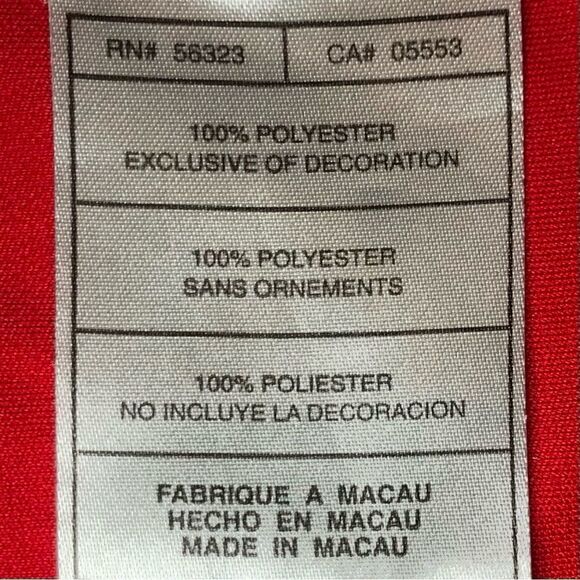 RN# 56323 CA# 05553
100% POLYESTER
EXCLUSIVE OF DECORATION
100% POLYESTER
SANS ORNEMENTS
100% POLIESTER
NO INCLUYE LA DECORACION
FABRIQUE A MACAU
HECHO EN MACAU
MADE IN MACAU